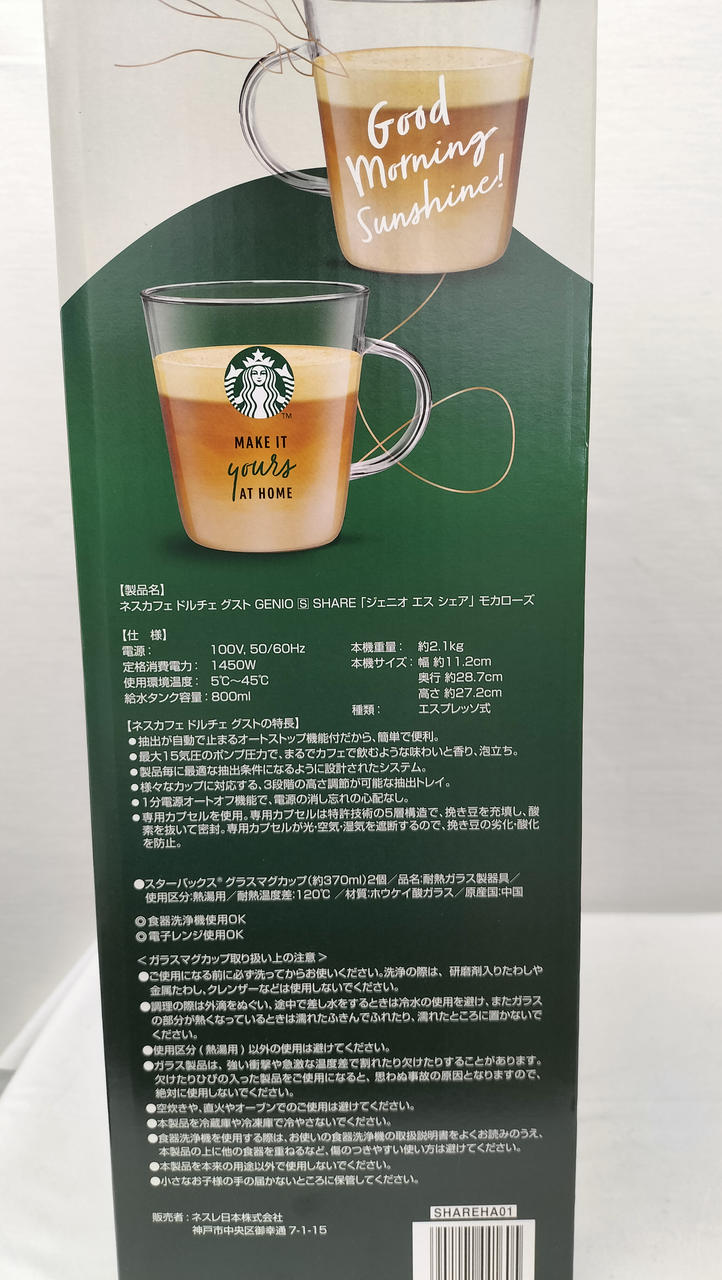 Good
Morning
Sunshine!
TM
MAKE IT
yours
AT HOME
【製品名】
ネスカフェ ドルチェ グスト GENIO S SHARE「ジェニオ エス シェア」モカローズ
【仕　様】
電源: 100V, 50/60Hz 本機重量: 約2.1kg
定格消費電力: 1450W 本機サイズ: 幅 約11.2cm
使用環境温度: 5℃〜45℃ 奥行 約28.7cm
給水タンク容量: 800ml 高さ 約27.2cm
種類: エスプレッソ式
【ネスカフェ ドルチェ グストの特長】
●抽出が自動で止まるオートストップ機能付だから、簡単で便利。
●最大15気圧のポンプ圧力で、まるでカフェで飲むような味わいと香り、泡立ち。
●製品毎に最適な抽出条件になるように設計されたシステム。
●様々なカップに対応する、3段階の高さ調節が可能な抽出トレイ。
●1分電源オートオフ機能で、電源の消し忘れの心配なし。
●専用カプセルを使用。専用カプセルは特許技術の5層構造で、挽き豆を充填し、酸
素を抜いて密封。専用カプセルが光・空気・湿気を遮断するので、挽き豆の劣化・酸化
を防止。
●スターバックス® グラスマグカップ(約370ml)2個／品名:耐熱ガラス製器具／
使用区分:熱湯用／耐熱温度差:120℃ ／材質:ホウケイ酸ガラス／原産国:中国
◎食器洗浄機使用OK
◎電子レンジ使用OK
＜ガラスマグカップ取り扱い上の注意＞
●ご使用になる前に必ず洗ってからお使いください。洗浄の際は、研磨剤入りたわしや
金属たわし、クレンザーなどは使用しないでください。
●調理の際は外滴をぬぐい、途中で差し水をするときは冷水の使用を避け、またガラス
の部分が熱くなっているときは濡れたふきんでふれたり、濡れたところに置かないで
ください。
●使用区分(熱湯用)以外の使用は避けてください。
●ガラス製品は、強い衝撃や急激な温度差で割れたり欠けたりすることがあります。
欠けたりひびの入った製品をご使用になると、思わぬ事故の原因となりますので、
絶対に使用しないでください。
●空炊きや、直火やオーブンでのご使用は避けてください。
●本製品を冷蔵庫や冷凍庫で冷やさないでください。
●食器洗浄機を使用する際は、お使いの食器洗浄機の取扱説明書をよくお読みのうえ、
本製品の上に他の食器を重ねるなど、傷のつきやすい使い方は避けてください。
●本製品を本来の用途以外で使用しないでください。
●小さなお子様の手の届かないところに保管してください。
販売者:ネスレ日本株式会社
神戸市中央区御幸通 7-1-15
SHAREHA01